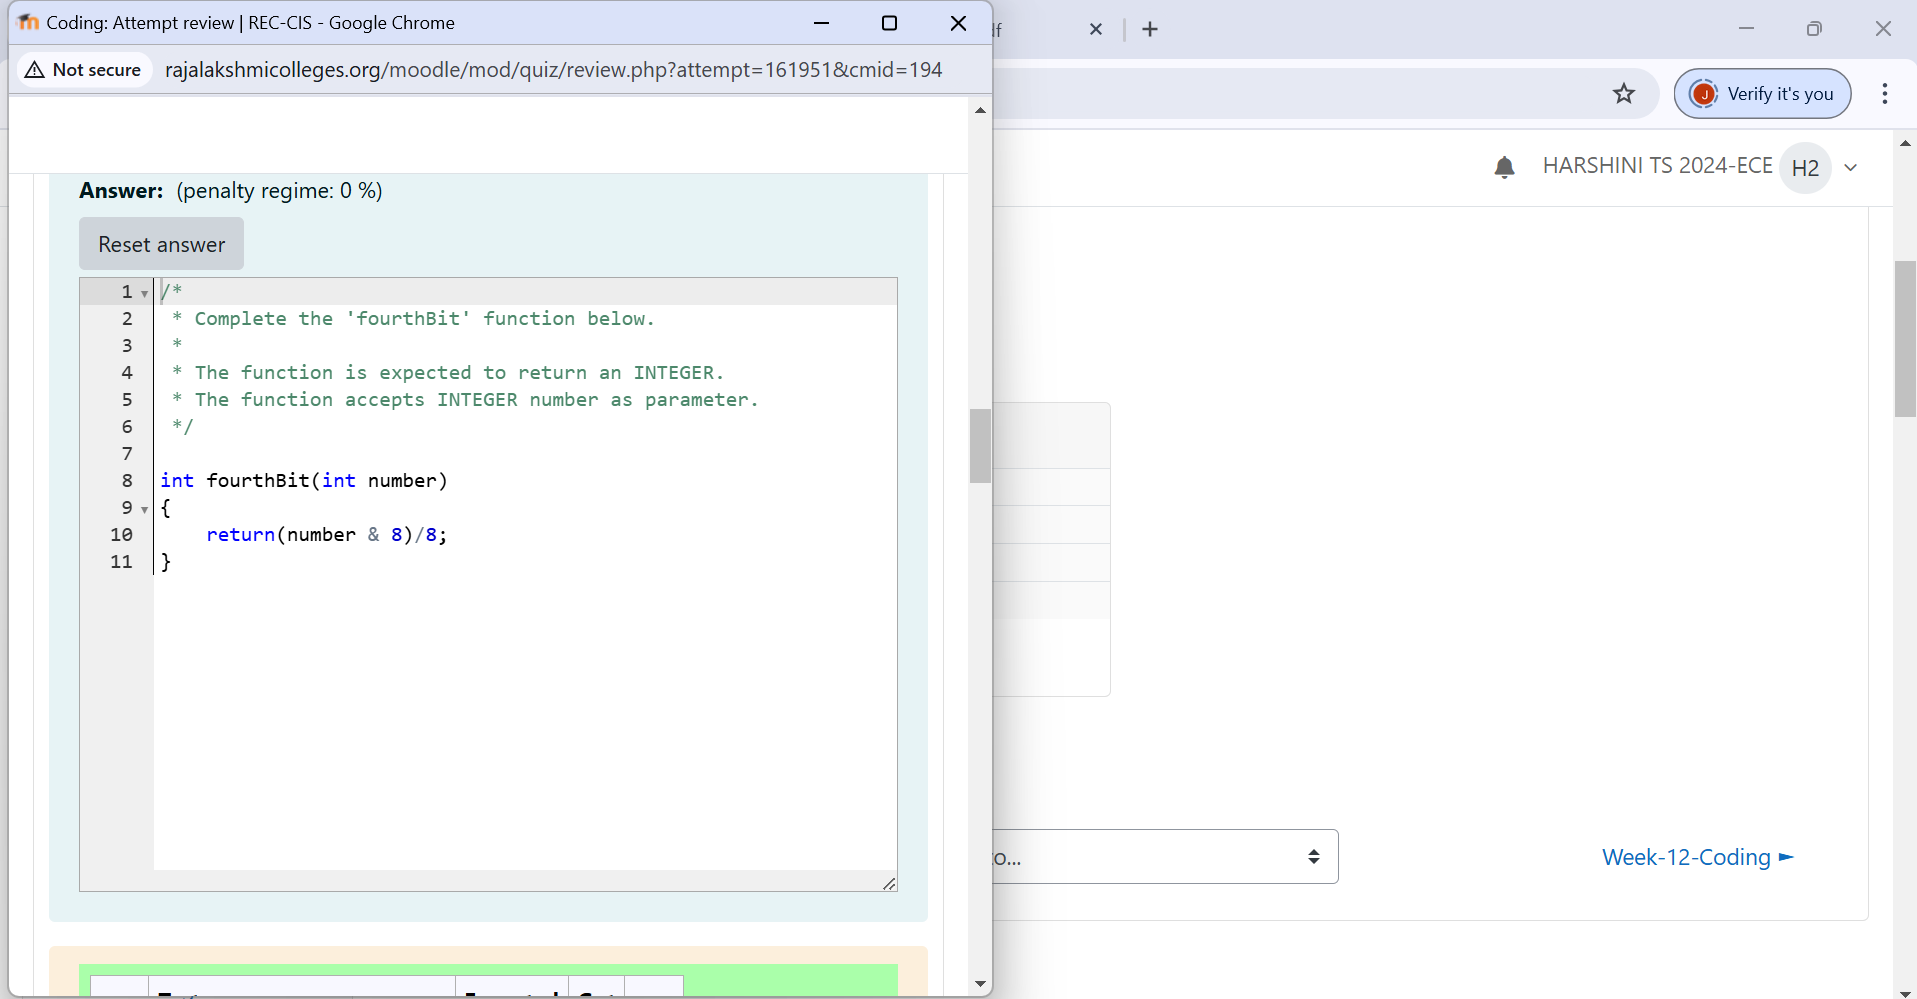 Coding: Attempt review | REC-CIS - Google Chrome
Not secure rajalakshmicolleges.org/moodle/mod/quiz/review.php?attempt=161951&cmid=194
Verify it's you
J
HARSHINI TS 2024-ECE H2
Answer: (penalty regime: 0 %)
Reset answer
1 /*
2 * Complete the 'fourthBit' function below.
3 *
4 * The function is expected to return an INTEGER.
5 * The function accepts INTEGER number as parameter.
6 */
7
8 int fourthBit(int number)
9 {
10 return(number & 8)/8;
11 }
o...
Week-12-Coding ►